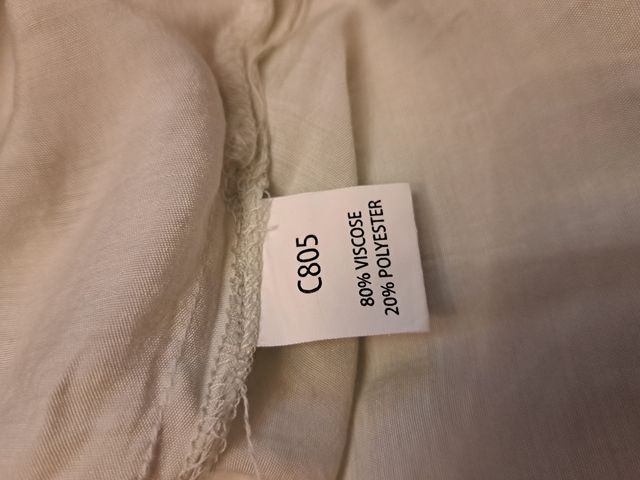 C805
80% VISCOSE
20% POLYESTER